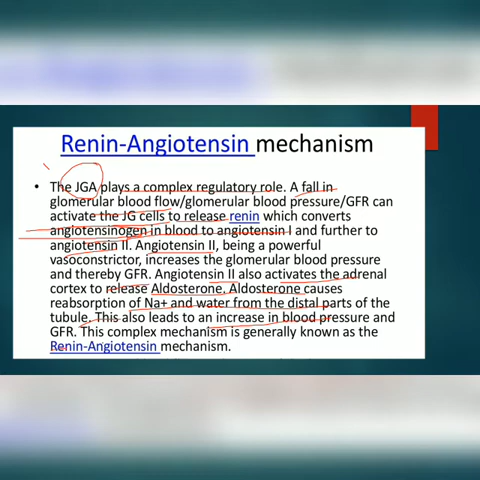 Renin-Angiotensin mechanism
• The JGA plays a complex regulatory role. A fall in
glomerular blood flow/glomerular blood pressure/GFR can
activate the JG cells to release renin which converts
angiotensinogen in blood to angiotensin I and further to
angiotensin II. Angiotensin II, being a powerful
vasoconstrictor, increases the glomerular blood pressure
and thereby GFR. Angiotensin II also activates the adrenal
cortex to release Aldosterone. Aldosterone causes
reabsorption of Na+ and water from the distal parts of the
tubule. This also leads to an increase in blood pressure and
GFR. This complex mechanism is generally known as the
Renin-Angiotensin mechanism.